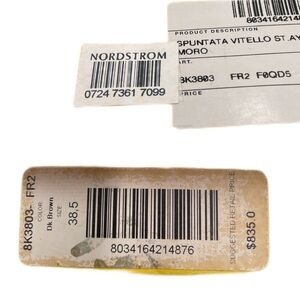 NORDSTROM
0724 7361 7099
PRODUCT DESCRIPTION
SPUNTATA VITELLO ST.AY
MORO
ART.
8K3803 FR2 F0QD5
PRICE
8K3803- FR2
COLOR
Dk Brown
SIZE
38.5
8034164214876
SUGGESTED RETAIL PRICE
$835.0